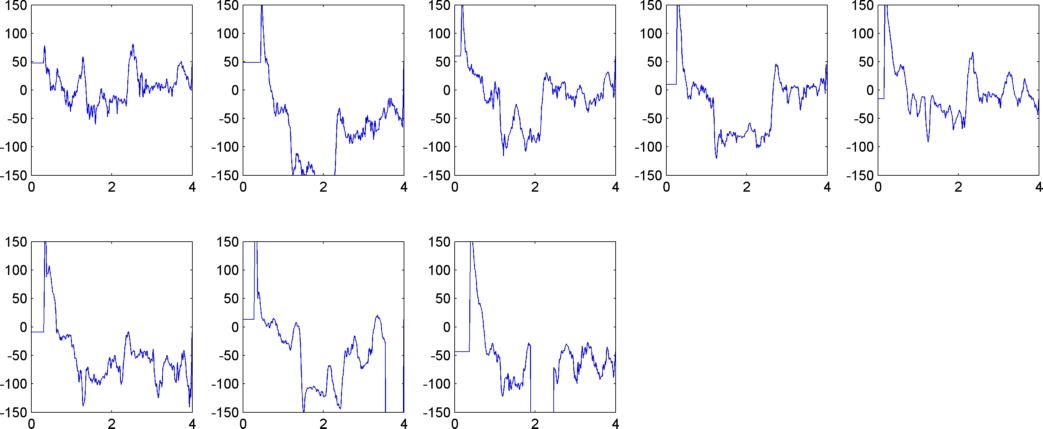 150 150 150 150 150
100 100 100 100 100
50 50 50 50 50
0 0 0 0 0
-50 -50 -50 -50 -50
-100 -100 -100 -100 -100
-150 -150 -150 -150 -150
0 2 4 0 2 4 0 2 4 0 2 4 0 2 4
150 150 150
100 100 100
50 50 50
0 0 0
-50 -50 -50
-100 -100 -100
-150 -150 -150
0 2 4 0 2 4 0 2 4